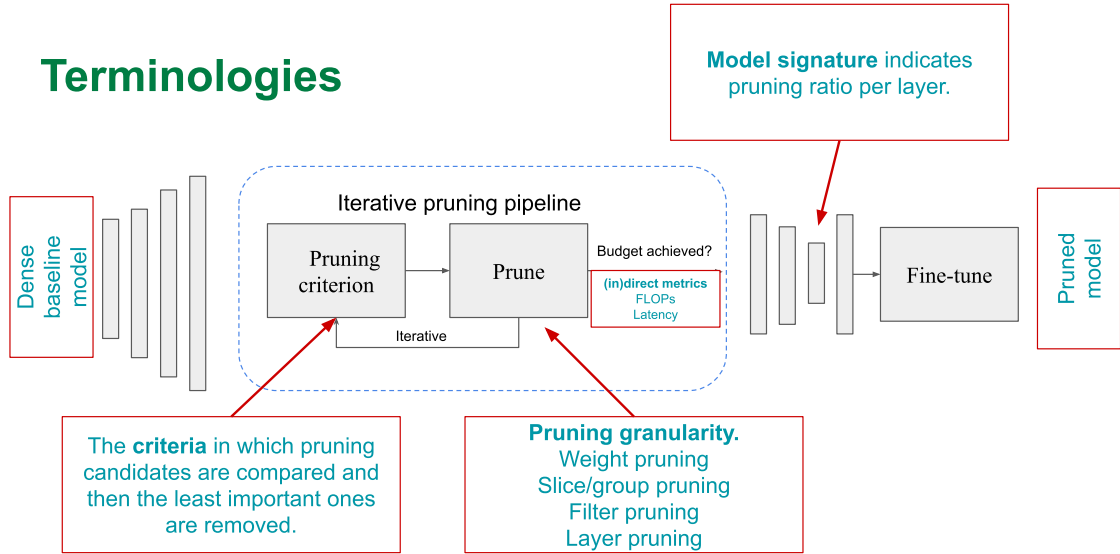 Terminologies
Model signature indicates
pruning ratio per layer.
Dense
baseline
model
Iterative pruning pipeline
Pruning
criterion
Prune
Budget achieved?
(in)direct metrics
FLOPs
Latency
Iterative
Fine-tune
Pruned
model
The criteria in which pruning
candidates are compared and
then the least important ones
are removed.
Pruning granularity.
Weight pruning
Slice/group pruning
Filter pruning
Layer pruning